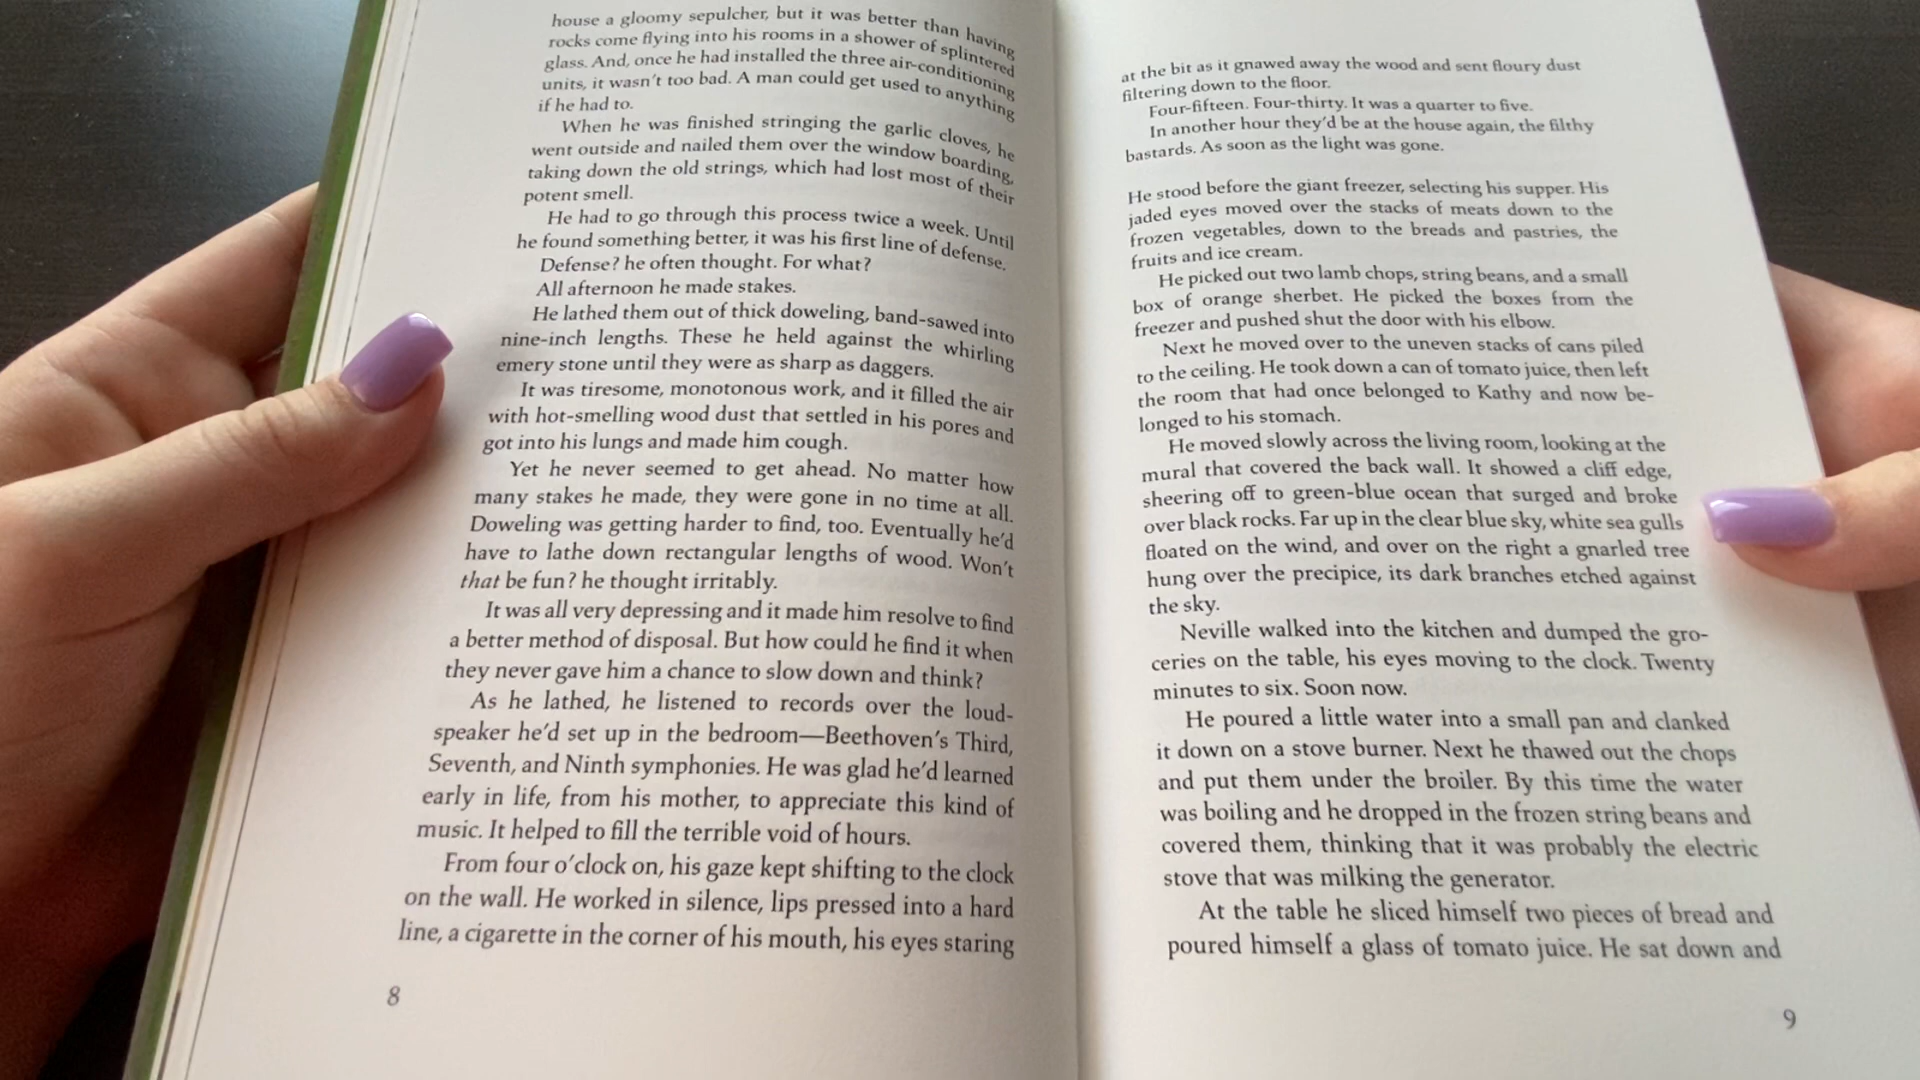 house a gloomy sepulcher, but it was better than having
rocks come flying into his rooms in a shower of splintered
glass. And, once he had installed the three air-conditioning
units, it wasn't too bad. A man could get used to anything
if he had to.
When he was finished stringing the garlic cloves, he
went outside and nailed them over the window boarding,
taking down the old strings, which had lost most of their
potent smell.
He had to go through this process twice a week. Until
he found something better, it was his first line of defense.
Defense? he often thought. For what?
All afternoon he made stakes.
He lathed them out of thick doweling, band-sawed into
nine-inch lengths. These he held against the whirling
emery stone until they were as sharp as daggers.
It was tiresome, monotonous work, and it filled the air
with hot-smelling wood dust that settled in his pores and
got into his lungs and made him cough.
Yet he never seemed to get ahead. No matter how
many stakes he made, they were gone in no time at all.
Doweling was getting harder to find, too. Eventually he'd
have to lathe down rectangular lengths of wood. Won't
that be fun? he thought irritably.
It was all very depressing and it made him resolve to find
a better method of disposal. But how could he find it when
they never gave him a chance to slow down and think?
As he lathed, he listened to records over the loud-
speaker he'd set up in the bedroom—Beethoven's Third,
Seventh, and Ninth symphonies. He was glad he'd learned
early in life, from his mother, to appreciate this kind of
music. It helped to fill the terrible void of hours.
From four o'clock on, his gaze kept shifting to the clock
on the wall. He worked in silence, lips pressed into a hard
line, a cigarette in the corner of his mouth, his eyes staring
8
at the bit as it gnawed away the wood and sent floury dust
filtering down to the floor.
Four-fifteen. Four-thirty. It was a quarter to five.
In another hour they'd be at the house again, the filthy
bastards. As soon as the light was gone.
He stood before the giant freezer, selecting his supper. His
jaded eyes moved over the stacks of meats down to the
frozen vegetables, down to the breads and pastries, the
fruits and ice cream.
He picked out two lamb chops, string beans, and a small
box of orange sherbet. He picked the boxes from the
freezer and pushed shut the door with his elbow.
Next he moved over to the uneven stacks of cans piled
to the ceiling. He took down a can of tomato juice, then left
the room that had once belonged to Kathy and now be-
longed to his stomach.
He moved slowly across the living room, looking at the
mural that covered the back wall. It showed a cliff edge,
sheering off to green-blue ocean that surged and broke
over black rocks. Far up in the clear blue sky, white sea gulls
floated on the wind, and over on the right a gnarled tree
hung over the precipice, its dark branches etched against
the sky.
Neville walked into the kitchen and dumped the gro-
ceries on the table, his eyes moving to the clock. Twenty
minutes to six. Soon now.
He poured a little water into a small pan and clanked
it down on a stove burner. Next he thawed out the chops
and put them under the broiler. By this time the water
was boiling and he dropped in the frozen string beans and
covered them, thinking that it was probably the electric
stove that was milking the generator.
At the table he sliced himself two pieces of bread and
poured himself a glass of tomato juice. He sat down and
9